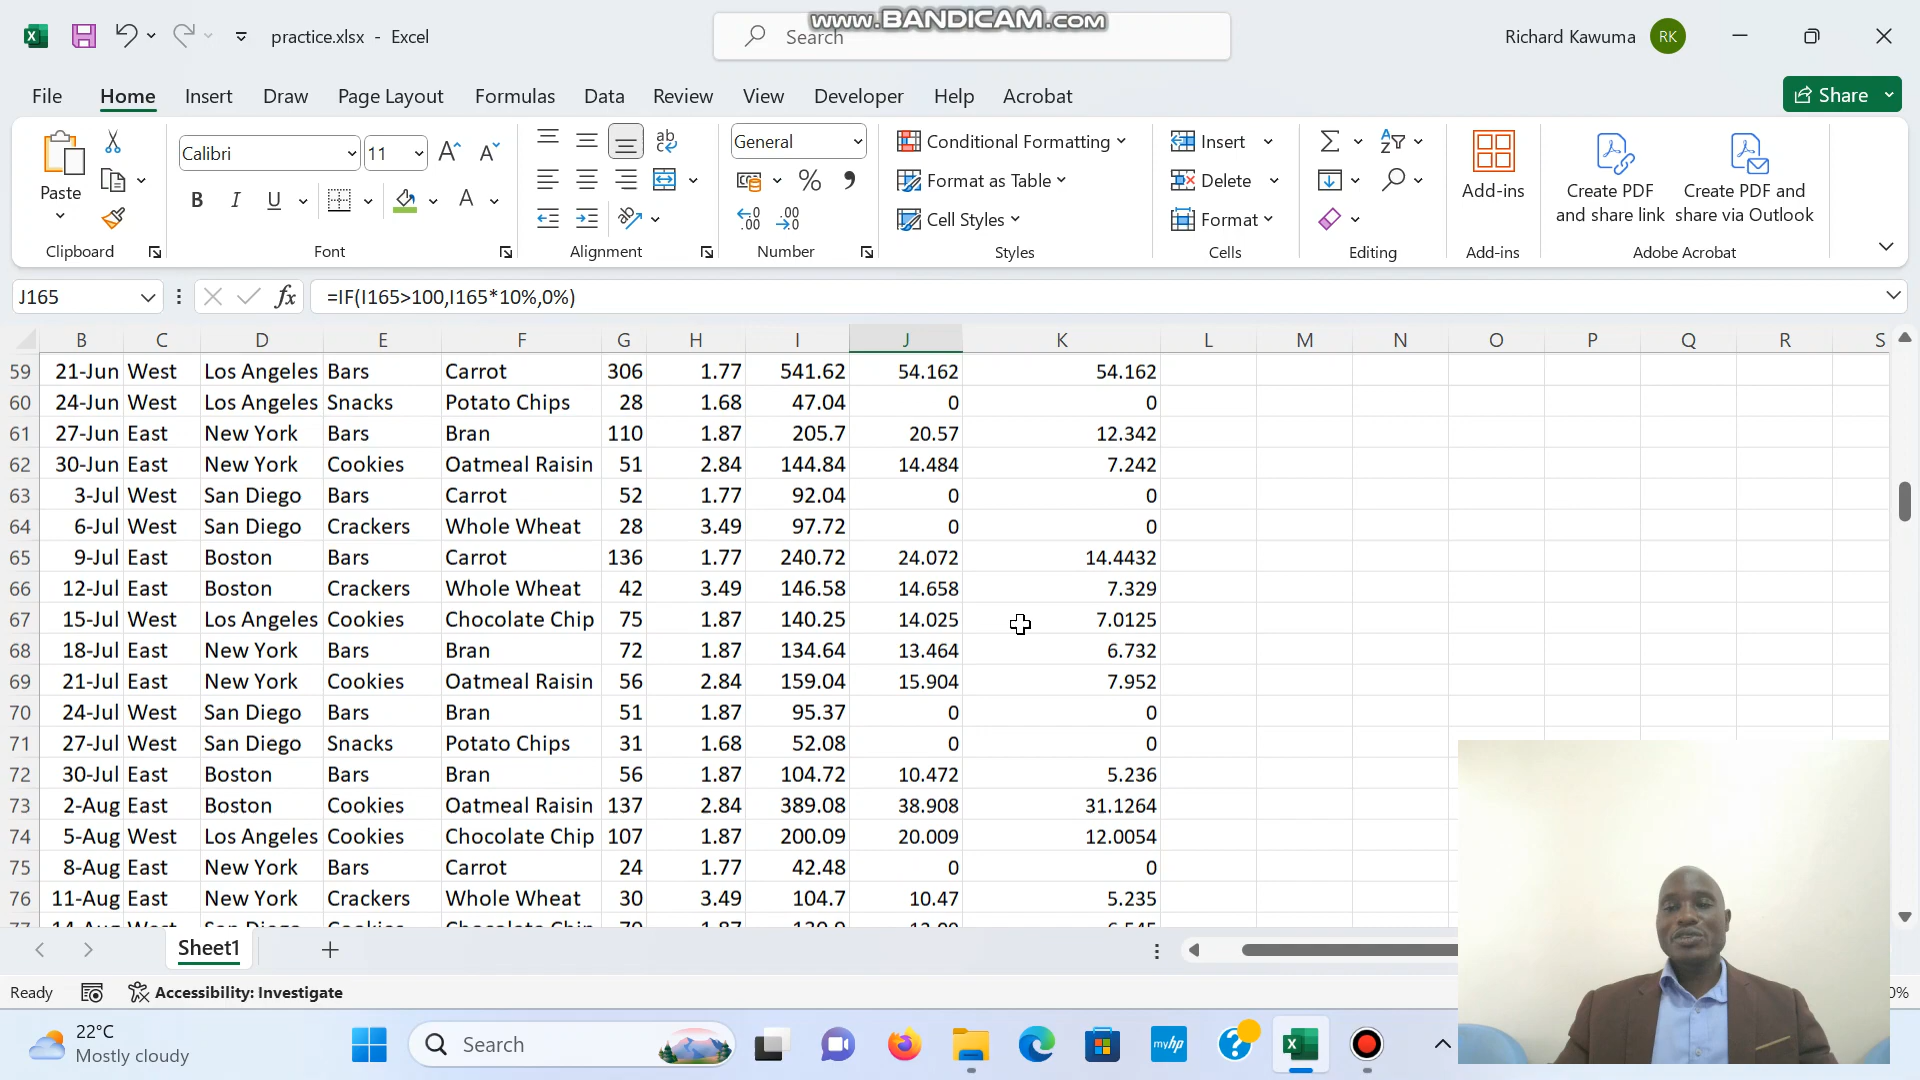 practice.xlsx - Excel
www.BANDICAM.com
Search
Richard Kawuma RK
File Home Insert Draw Page Layout Formulas Data Review View Developer Help Acrobat Share
Paste
Clipboard
Calibri 11
B I U A
Font
ab
Alignment
General
% 9
Number
Conditional Formatting
Format as Table
Cell Styles
Styles
Insert
Delete
Format
Cells
Editing
Add-ins
Add-ins
Create PDF and share link
Create PDF and share via Outlook
Adobe Acrobat
J165 fx =IF(I165>100,I165*10%,0%)
B C D E F G H I J K L M N O P Q R S
59 21-Jun West Los Angeles Bars Carrot 306 1.77 541.62 54.162 54.162
60 24-Jun West Los Angeles Snacks Potato Chips 28 1.68 47.04 0 0
61 27-Jun East New York Bars Bran 110 1.87 205.7 20.57 12.342
62 30-Jun East New York Cookies Oatmeal Raisin 51 2.84 144.84 14.484 7.242
63 3-Jul West San Diego Bars Carrot 52 1.77 92.04 0 0
64 6-Jul West San Diego Crackers Whole Wheat 28 3.49 97.72 0 0
65 9-Jul East Boston Bars Carrot 136 1.77 240.72 24.072 14.4432
66 12-Jul East Boston Crackers Whole Wheat 42 3.49 146.58 14.658 7.329
67 15-Jul West Los Angeles Cookies Chocolate Chip 75 1.87 140.25 14.025 7.0125
68 18-Jul East New York Bars Bran 72 1.87 134.64 13.464 6.732
69 21-Jul East New York Cookies Oatmeal Raisin 56 2.84 159.04 15.904 7.952
70 24-Jul West San Diego Bars Bran 51 1.87 95.37 0 0
71 27-Jul West San Diego Snacks Potato Chips 31 1.68 52.08 0 0
72 30-Jul East Boston Bars Bran 56 1.87 104.72 10.472 5.236
73 2-Aug East Boston Cookies Oatmeal Raisin 137 2.84 389.08 38.908 31.1264
74 5-Aug West Los Angeles Cookies Chocolate Chip 107 1.87 200.09 20.009 12.0054
75 8-Aug East New York Bars Carrot 24 1.77 42.48 0 0
76 11-Aug East New York Crackers Whole Wheat 30 3.49 104.7 10.47 5.235
Sheet1
Ready Accessibility: Investigate
0%
22°C
Mostly cloudy
Search
myhp